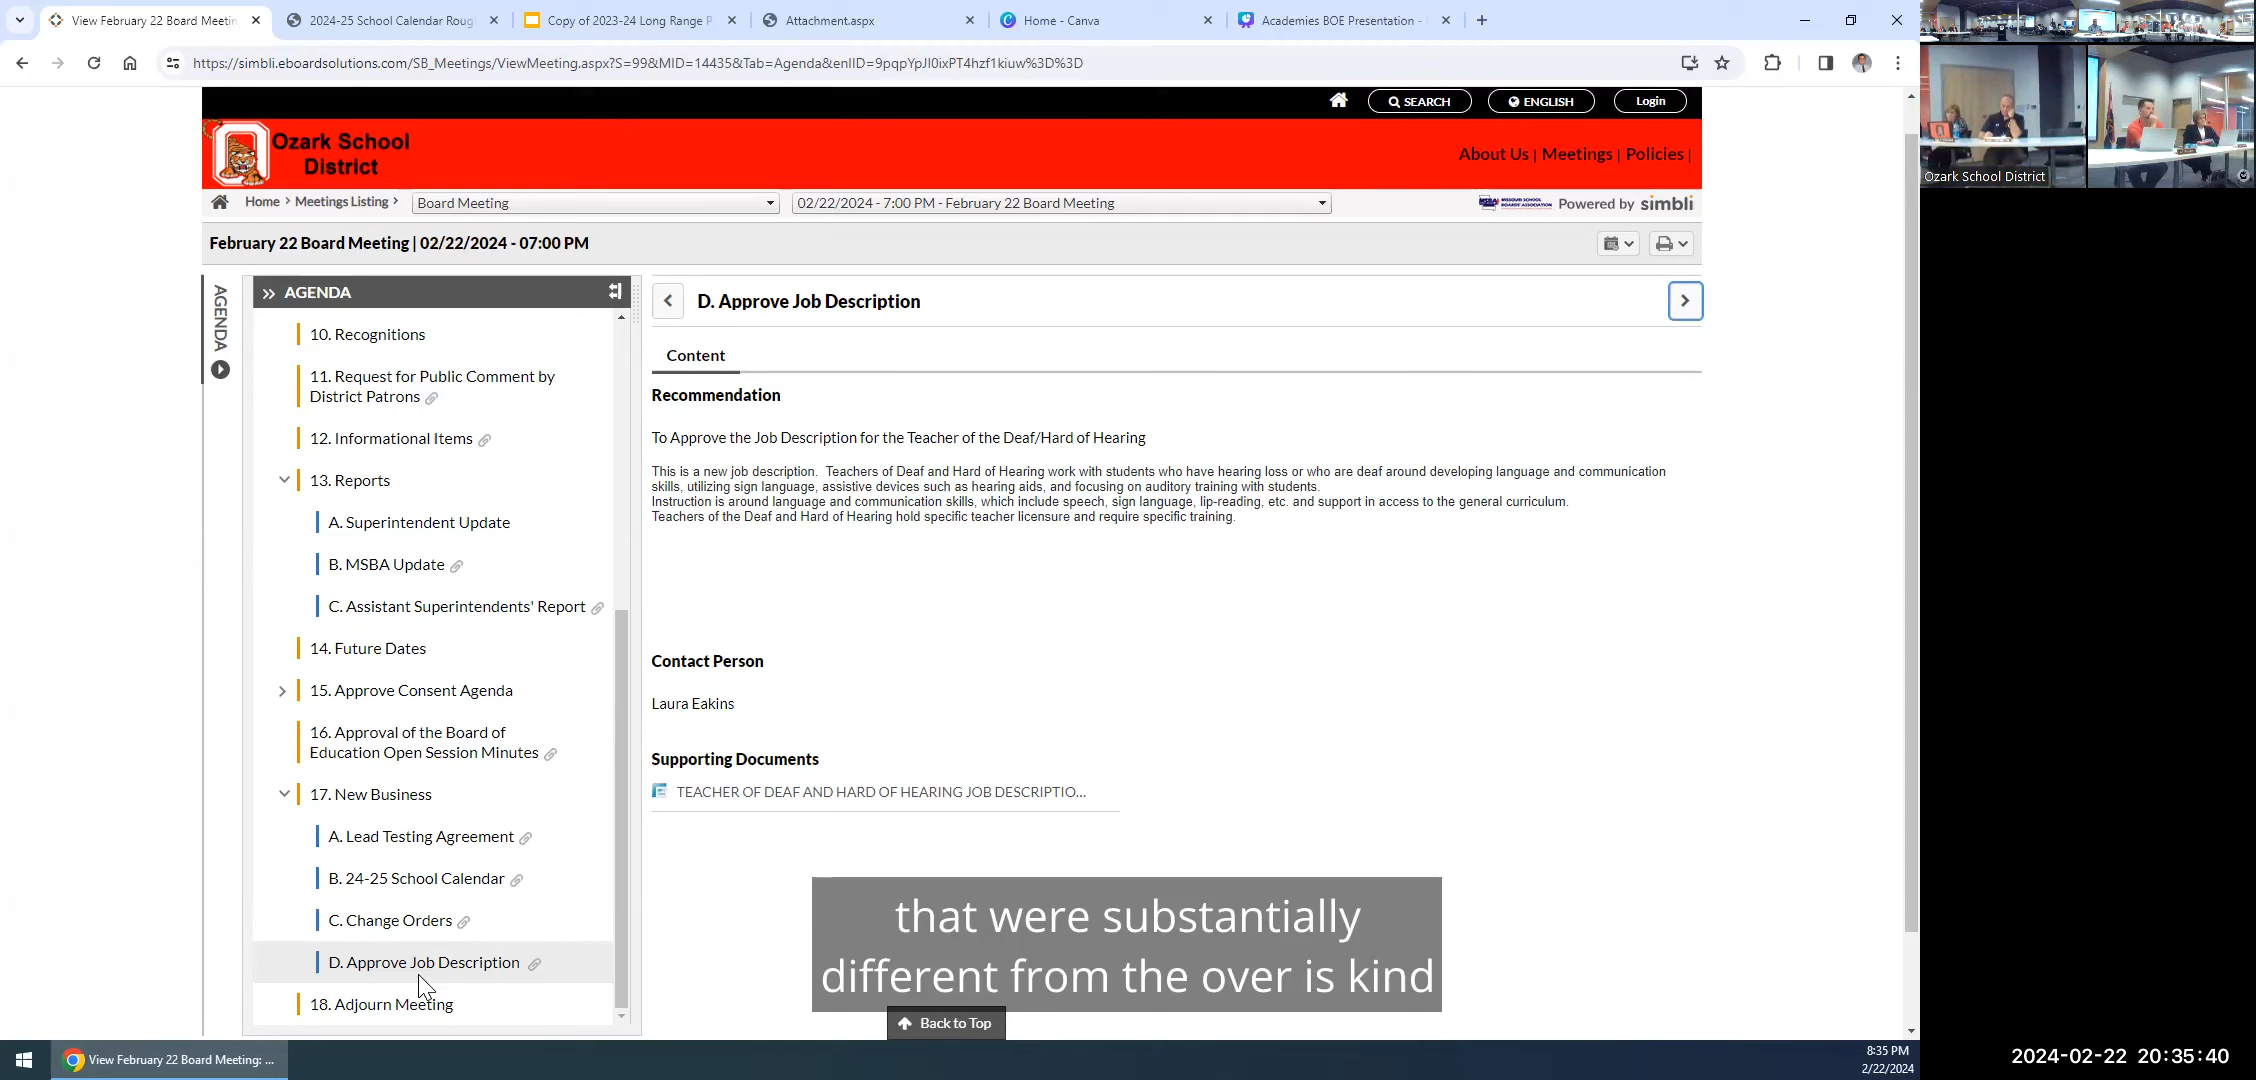 View February 22 Board Meetin
2024-25 School Calendar Roug
Copy of 2023-24 Long Range P
Attachment.aspx
Home - Canva
Academies BOE Presentation -
https://simbli.eboardsolutions.com/SB_Meetings/ViewMeeting.aspx?S=99&MID=14435&Tab=Agenda&enIID=9pqpYpJI0ixPT4hzf1kiuw%3D%3D
SEARCH
ENGLISH
Login
Ozark School
District
About Us | Meetings | Policies |
Home > Meetings Listing >
Board Meeting
02/22/2024 - 7:00 PM - February 22 Board Meeting
MSBA MISSOURI SCHOOL BOARDS' ASSOCIATION Powered by simbli
February 22 Board Meeting | 02/22/2024 - 07:00 PM
AGENDA
AGENDA
10. Recognitions
11. Request for Public Comment by
District Patrons
12. Informational Items
13. Reports
A. Superintendent Update
B. MSBA Update
C. Assistant Superintendents' Report
14. Future Dates
15. Approve Consent Agenda
16. Approval of the Board of
Education Open Session Minutes
17. New Business
A. Lead Testing Agreement
B. 24-25 School Calendar
C. Change Orders
D. Approve Job Description
18. Adjourn Meeting
D. Approve Job Description
Content
Recommendation
To Approve the Job Description for the Teacher of the Deaf/Hard of Hearing
This is a new job description. Teachers of Deaf and Hard of Hearing work with students who have hearing loss or who are deaf around developing language and communication
skills, utilizing sign language, assistive devices such as hearing aids, and focusing on auditory training with students.
Instruction is around language and communication skills, which include speech, sign language, lip-reading, etc. and support in access to the general curriculum.
Teachers of the Deaf and Hard of Hearing hold specific teacher licensure and require specific training.
Contact Person
Laura Eakins
Supporting Documents
TEACHER OF DEAF AND HARD OF HEARING JOB DESCRIPTIO...
that were substantially
different from the over is kind
Back to Top
View February 22 Board Meeting: ...
8:35 PM
2/22/2024
Ozark School District
2024-02-22 20:35:40